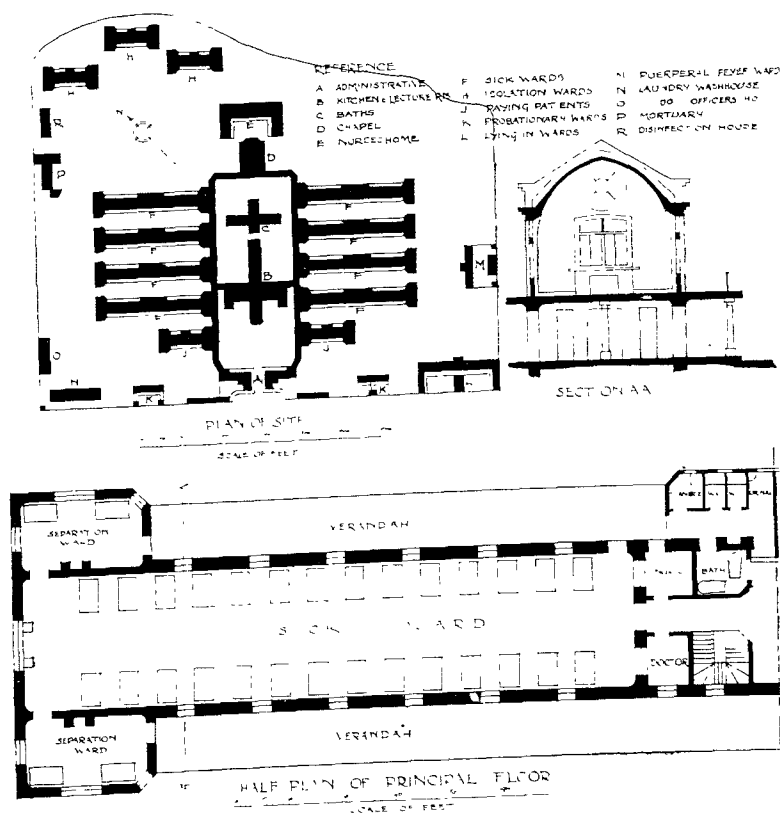 REFERENCE
A ADMINISTRATIVE
B KITCHEN & LECTURE RM
C BATHS
D CHAPEL
E NURSES HOME
F SICK WARDS
H ISOLATION WARDS
J PAYING PATIENTS
K PROBATIONARY WARDS
L LYING IN WARDS
M PUERPERAL FEVER WARD
N LAUNDRY WASHHOUSE
O DO OFFICERS HO
P MORTUARY
R DISINFECTION HOUSE
H
H
H
H
R
P
N
E
D
C
B
F
F
F
F
F
F
F
F
J
J
M
O
N
K
A
K
L
PLAN OF SITE
SCALE OF FEET
SECTION AA
SEPARATION
WARD
VERANDAH
BATH
SICK WARD
DOCTOR
SEPARATION
WARD
VERANDAH
HALF PLAN OF PRINCIPAL FLOOR
SCALE OF FEET